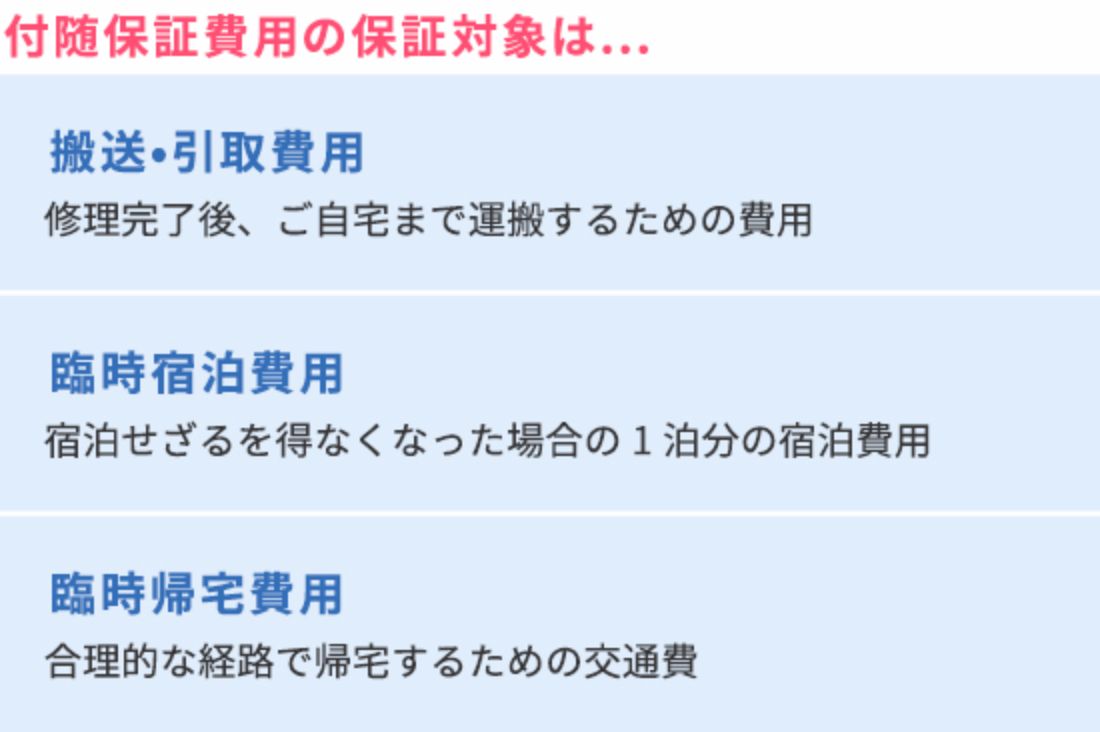 付随保証費用の保証対象は...
搬送•引取費用
修理完了後、ご自宅まで運搬するための費用
臨時宿泊費用
宿泊せざるを得なくなった場合の1泊分の宿泊費用
臨時帰宅費用
合理的な経路で帰宅するための交通費